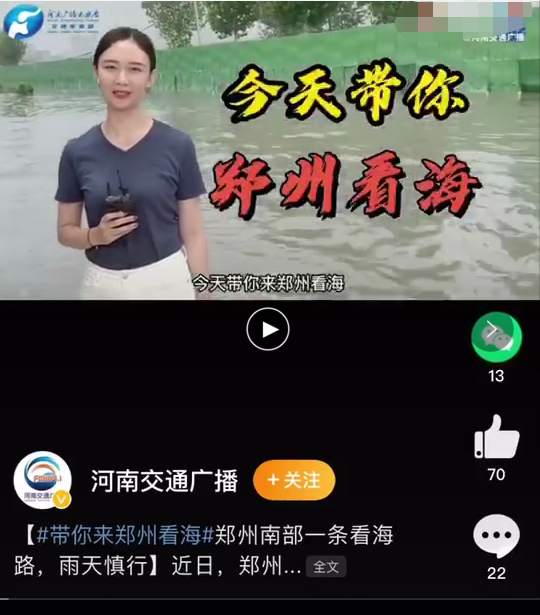 河南广播电视台
@河南交通广播
今天带你
郑州看海
今天带你来郑州看海
13
70
河南交通广播
+关注
【#带你来郑州看海#郑州南部一条看海
路，雨天慎行】近日，郑州... 全文
22